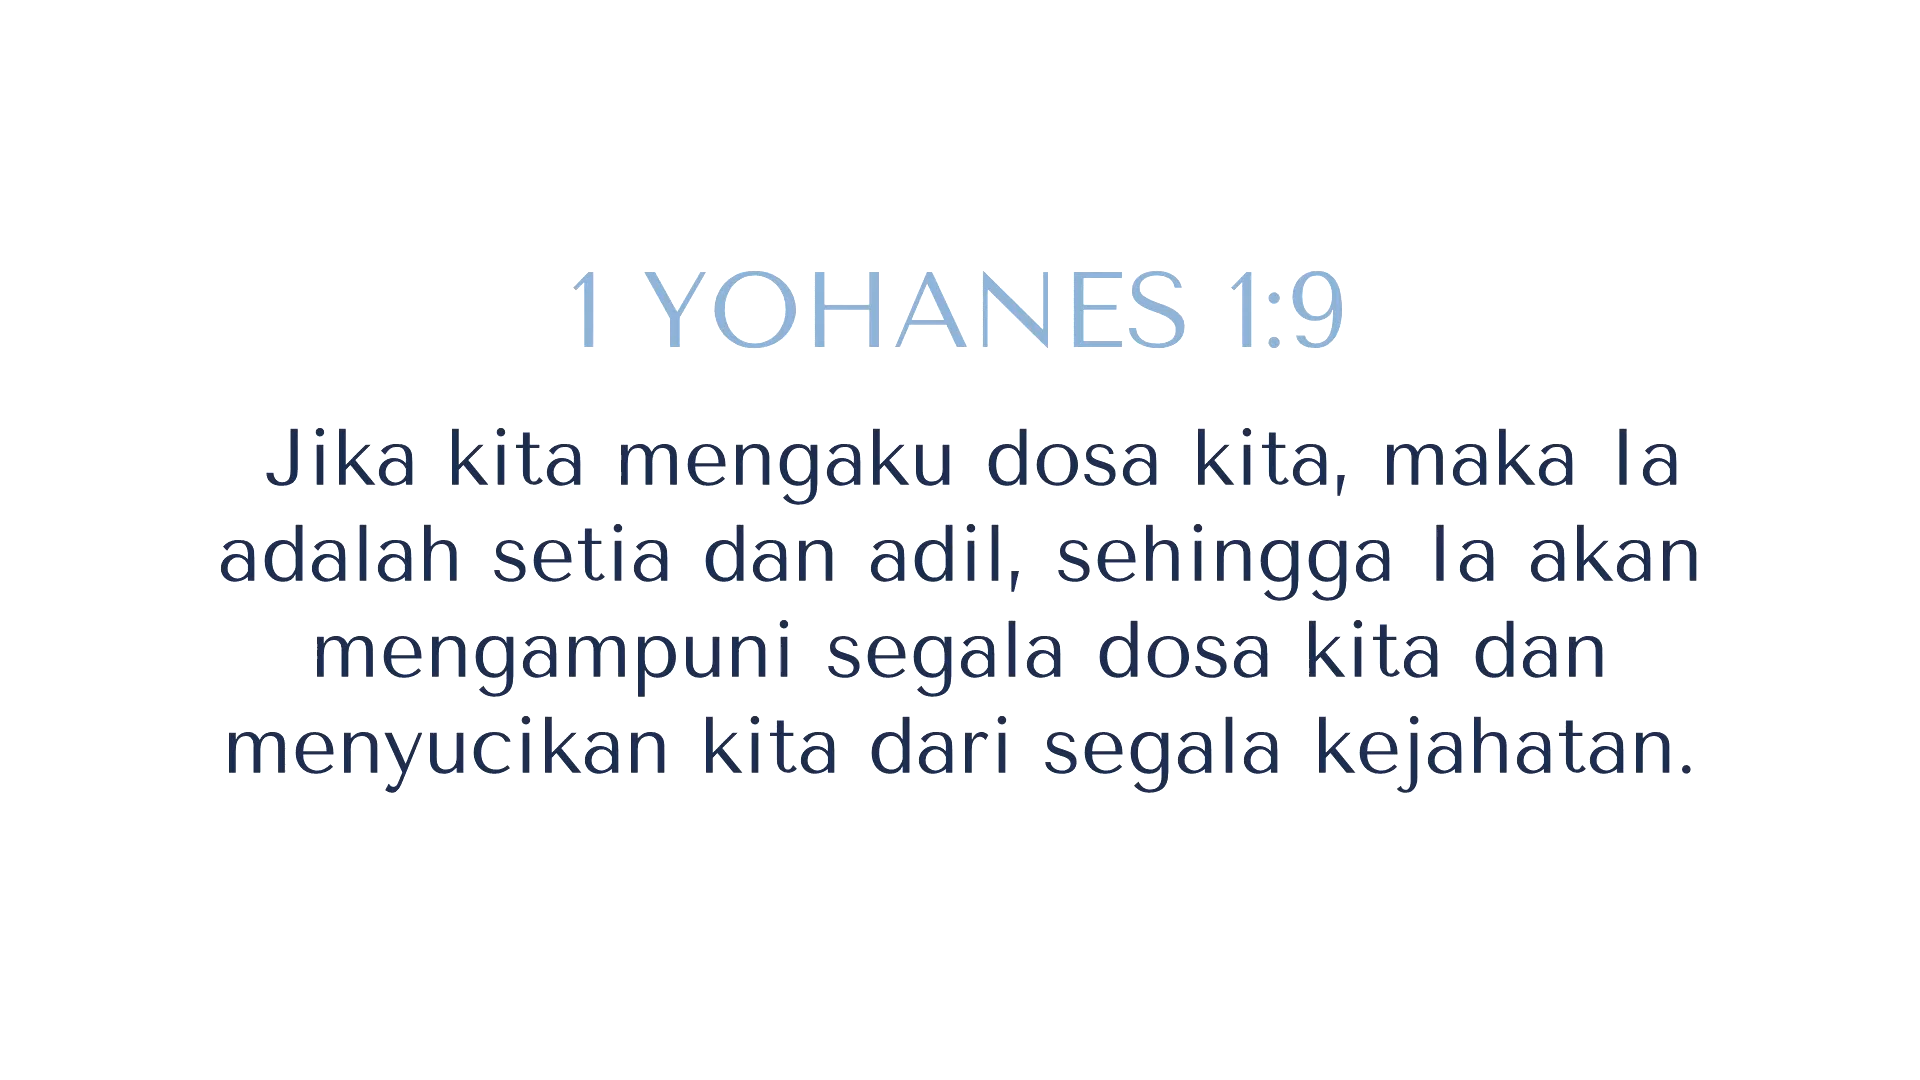 1 YOHANES 1:9
Jika kita mengaku dosa kita, maka Ia
adalah setia dan adil, sehingga Ia akan
mengampuni segala dosa kita dan
menyucikan kita dari segala kejahatan.